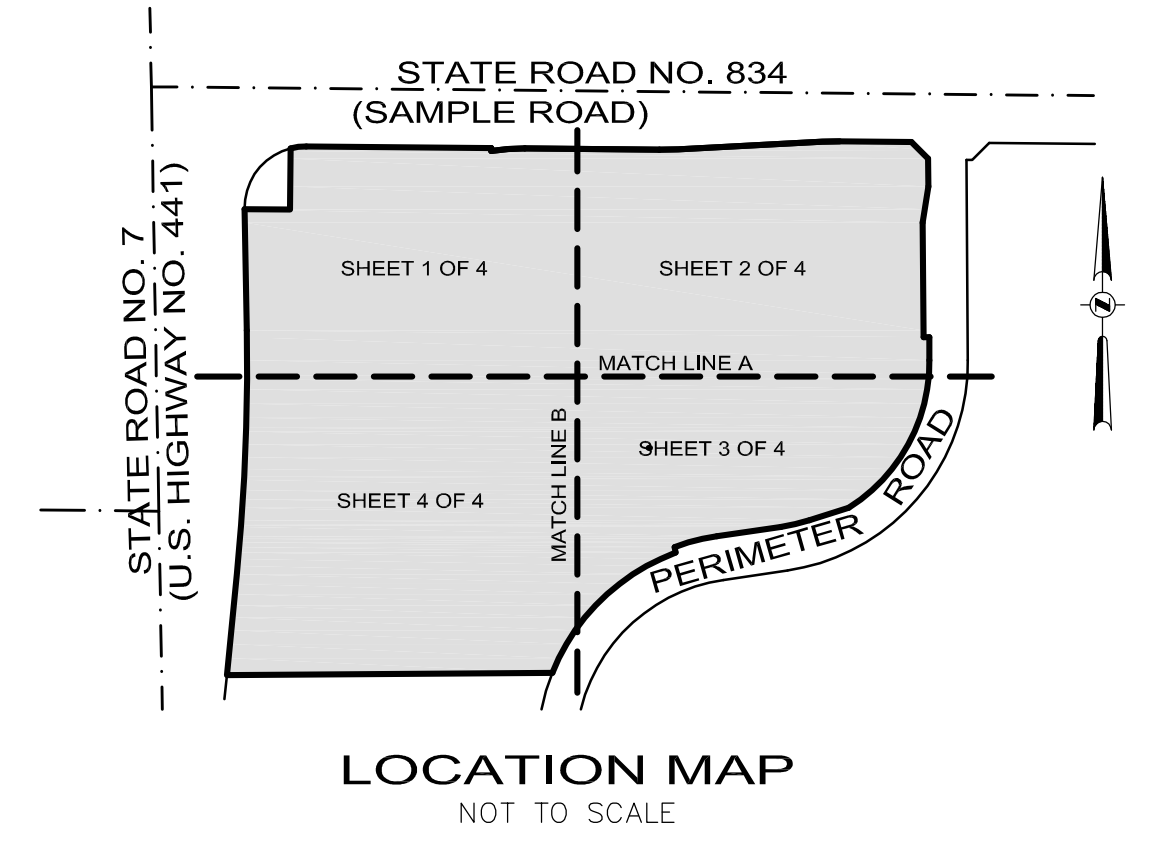 STATE ROAD NO. 834
(SAMPLE ROAD)
STATE ROAD NO. 7
(U.S. HIGHWAY NO. 441)
SHEET 1 OF 4
SHEET 2 OF 4
MATCH LINE A
MATCH LINE B
SHEET 3 OF 4
SHEET 4 OF 4
PERIMETER ROAD
Z
LOCATION MAP
NOT TO SCALE